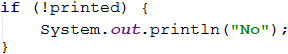 if (!printed) {
    System.out.println("No");
}